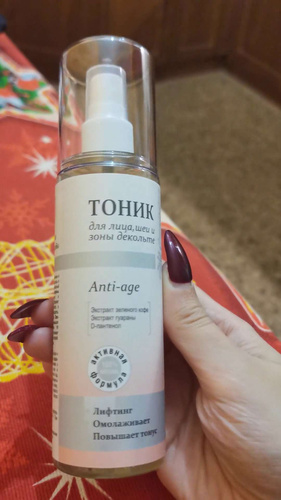 ТОНИК
для лица, шеи и
зоны декольте
Anti-age
Экстракт зеленого кофе
Экстракт гуараны
D-пантенол
активная
формула
Лифтинг
Омолаживает
Повышает тонус